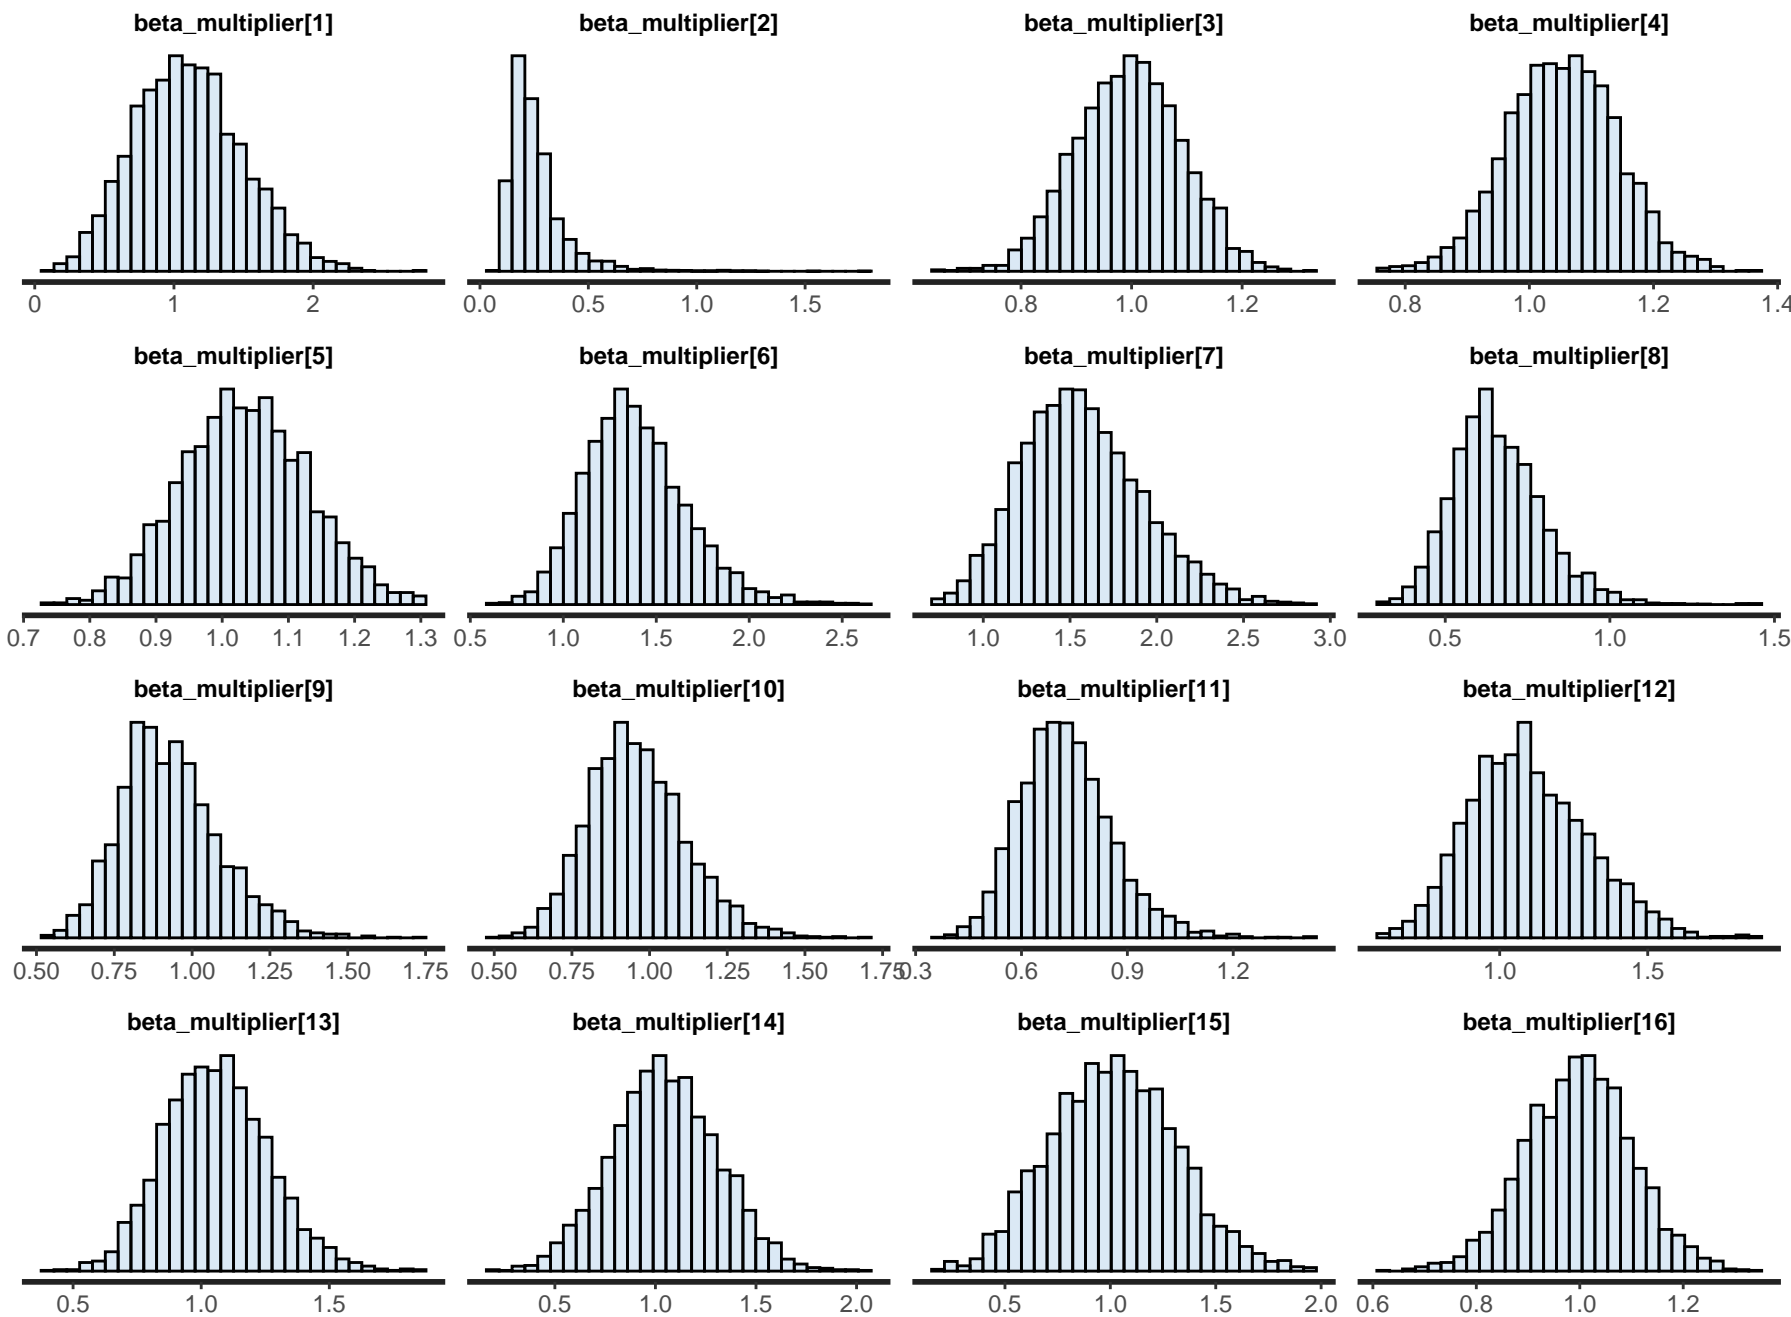 beta_multiplier[1] beta_multiplier[2] beta_multiplier[3] beta_multiplier[4]
0 1 2 0.0 0.5 1.0 1.5 0.8 1.0 1.2 0.8 1.0 1.2 1.4
beta_multiplier[5] beta_multiplier[6] beta_multiplier[7] beta_multiplier[8]
0.7 0.8 0.9 1.0 1.1 1.2 1.3 0.5 1.0 1.5 2.0 2.5 1.0 1.5 2.0 2.5 3.0 0.5 1.0 1.5
beta_multiplier[9] beta_multiplier[10] beta_multiplier[11] beta_multiplier[12]
0.50 0.75 1.00 1.25 1.50 1.75 0.50 0.75 1.00 1.25 1.50 1.75 0.3 0.6 0.9 1.2 1.0 1.5
beta_multiplier[13] beta_multiplier[14] beta_multiplier[15] beta_multiplier[16]
0.5 1.0 1.5 0.5 1.0 1.5 2.0 0.5 1.0 1.5 2.0 0.6 0.8 1.0 1.2